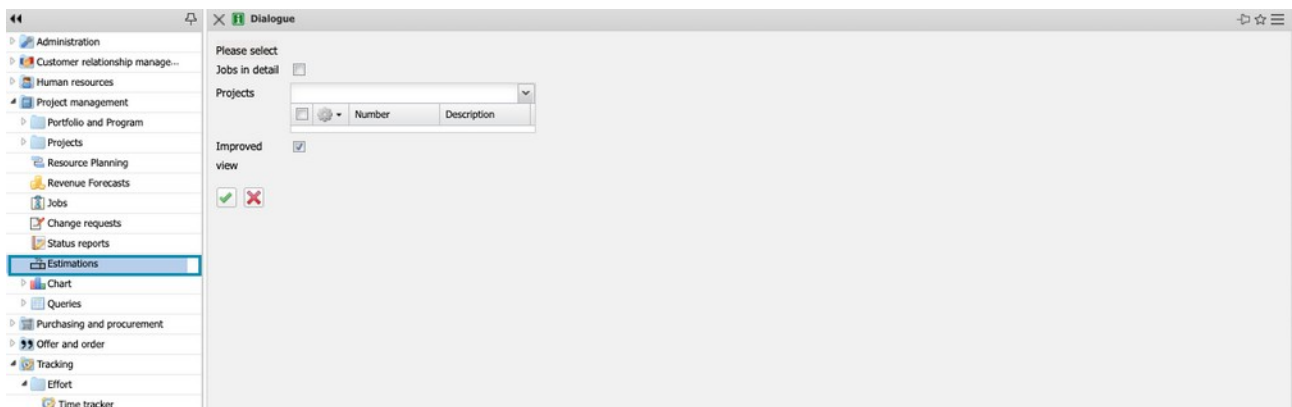 Dialogue
Administration
Customer relationship manage...
Human resources
Project management
Portfolio and Program
Projects
Resource Planning
Revenue Forecasts
Jobs
Change requests
Status reports
Estimations
Chart
Queries
Purchasing and procurement
Offer and order
Tracking
Effort
Time tracker
Please select
Jobs in detail
Projects
Number Description
Improved
view